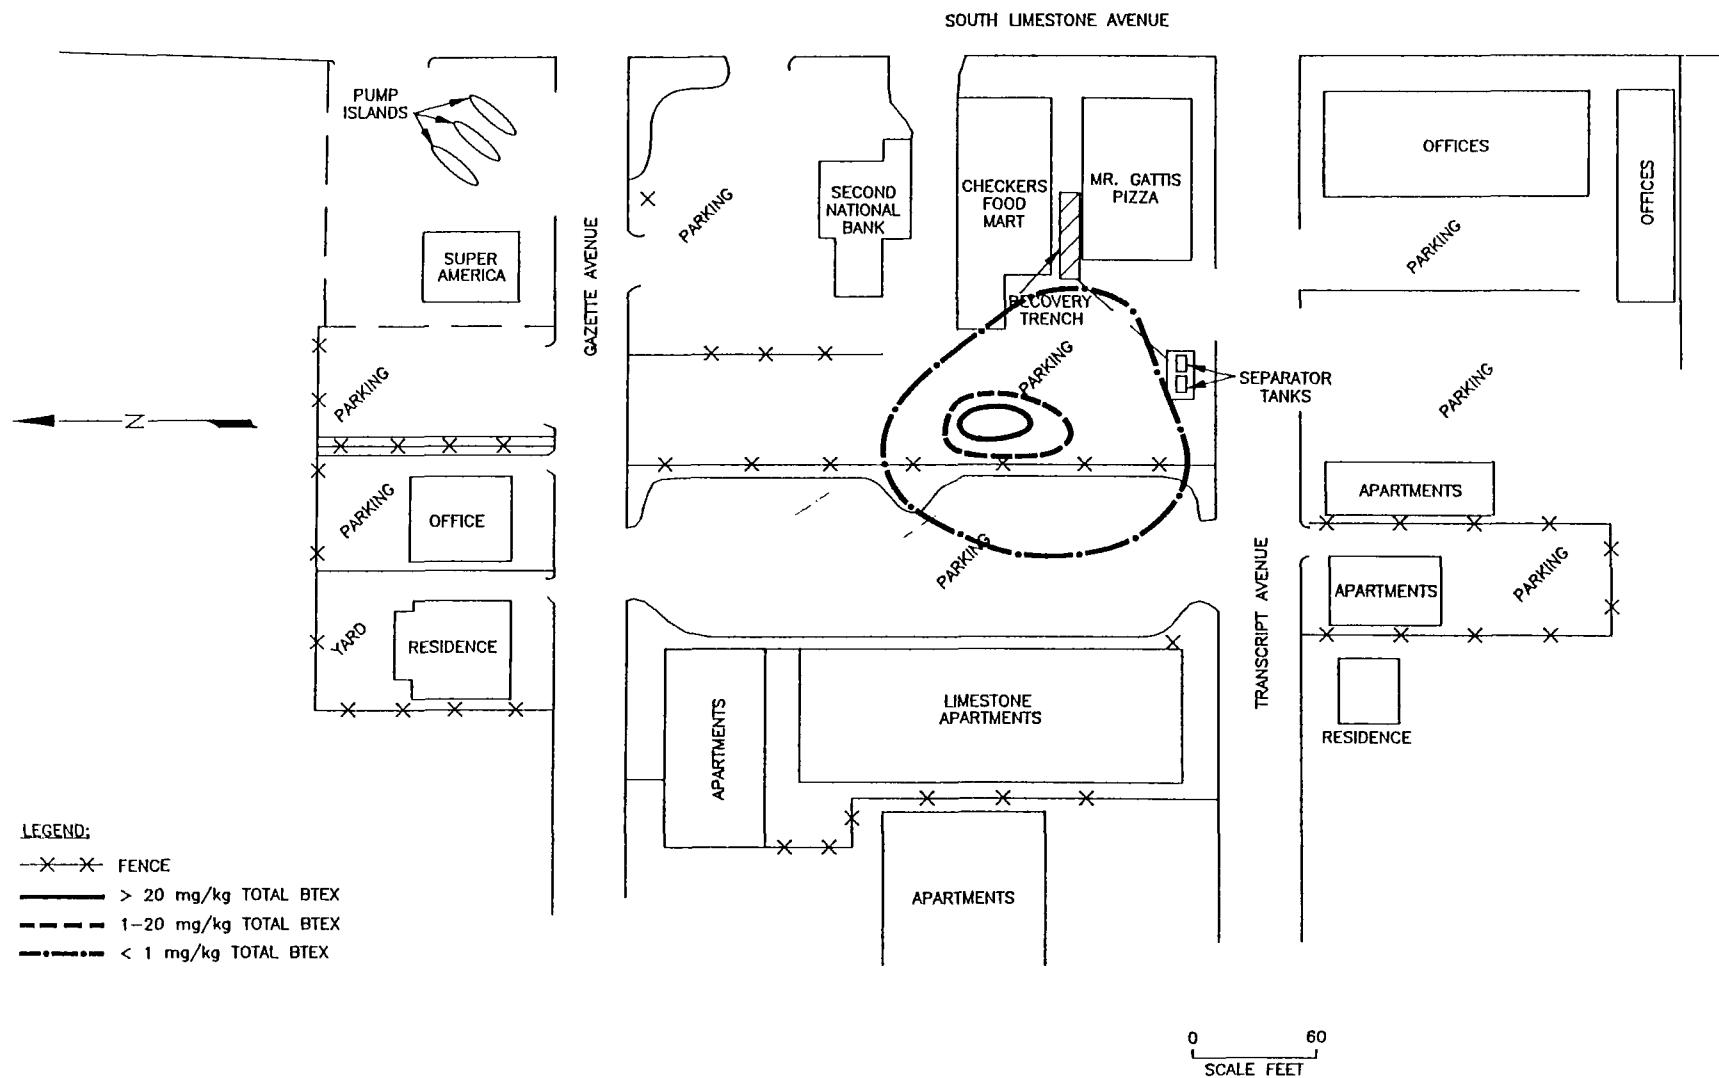 SOUTH LIMESTONE AVENUE
PUMP
ISLANDS
SUPER
AMERICA
GAZETTE AVENUE
PARKING
SECOND
NATIONAL
BANK
CHECKERS
FOOD
MART
MR. GATTIS
PIZZA
OFFICES
OFFICES
PARKING
RECOVERY
TRENCH
PARKING
SEPARATOR
TANKS
PARKING
PARKING
N
PARKING
OFFICE
PARKING
APARTMENTS
APARTMENTS
PARKING
TRANSCRIPT AVENUE
YARD
RESIDENCE
APARTMENTS
LIMESTONE
APARTMENTS
RESIDENCE
APARTMENTS
LEGEND:
FENCE
> 20 mg/kg TOTAL BTEX
1-20 mg/kg TOTAL BTEX
< 1 mg/kg TOTAL BTEX
0 60
SCALE FEET